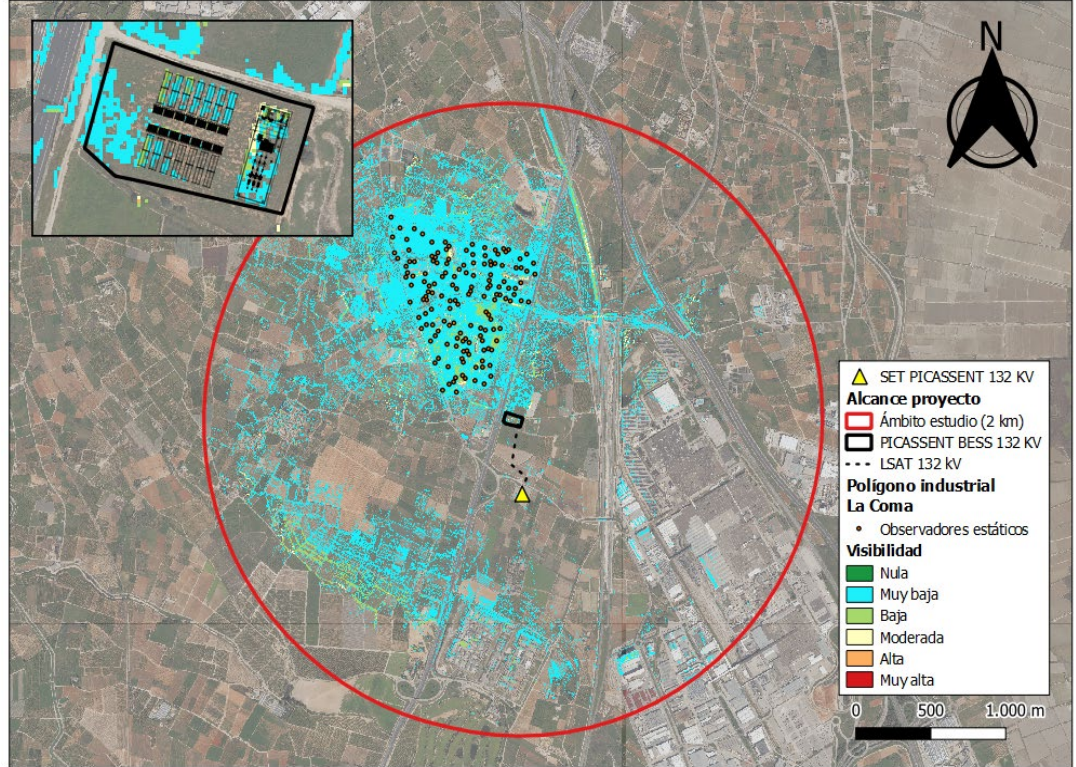 N
SET PICASSENT 132 KV
Alcance proyecto
Ámbito estudio (2 km)
PICASSENT BESS 132 KV
LSAT 132 kV
Polígono industrial
La Coma
Observadores estáticos
Visibilidad
Nula
Muy baja
Baja
Moderada
Alta
Muy alta
0 500 1.000 m